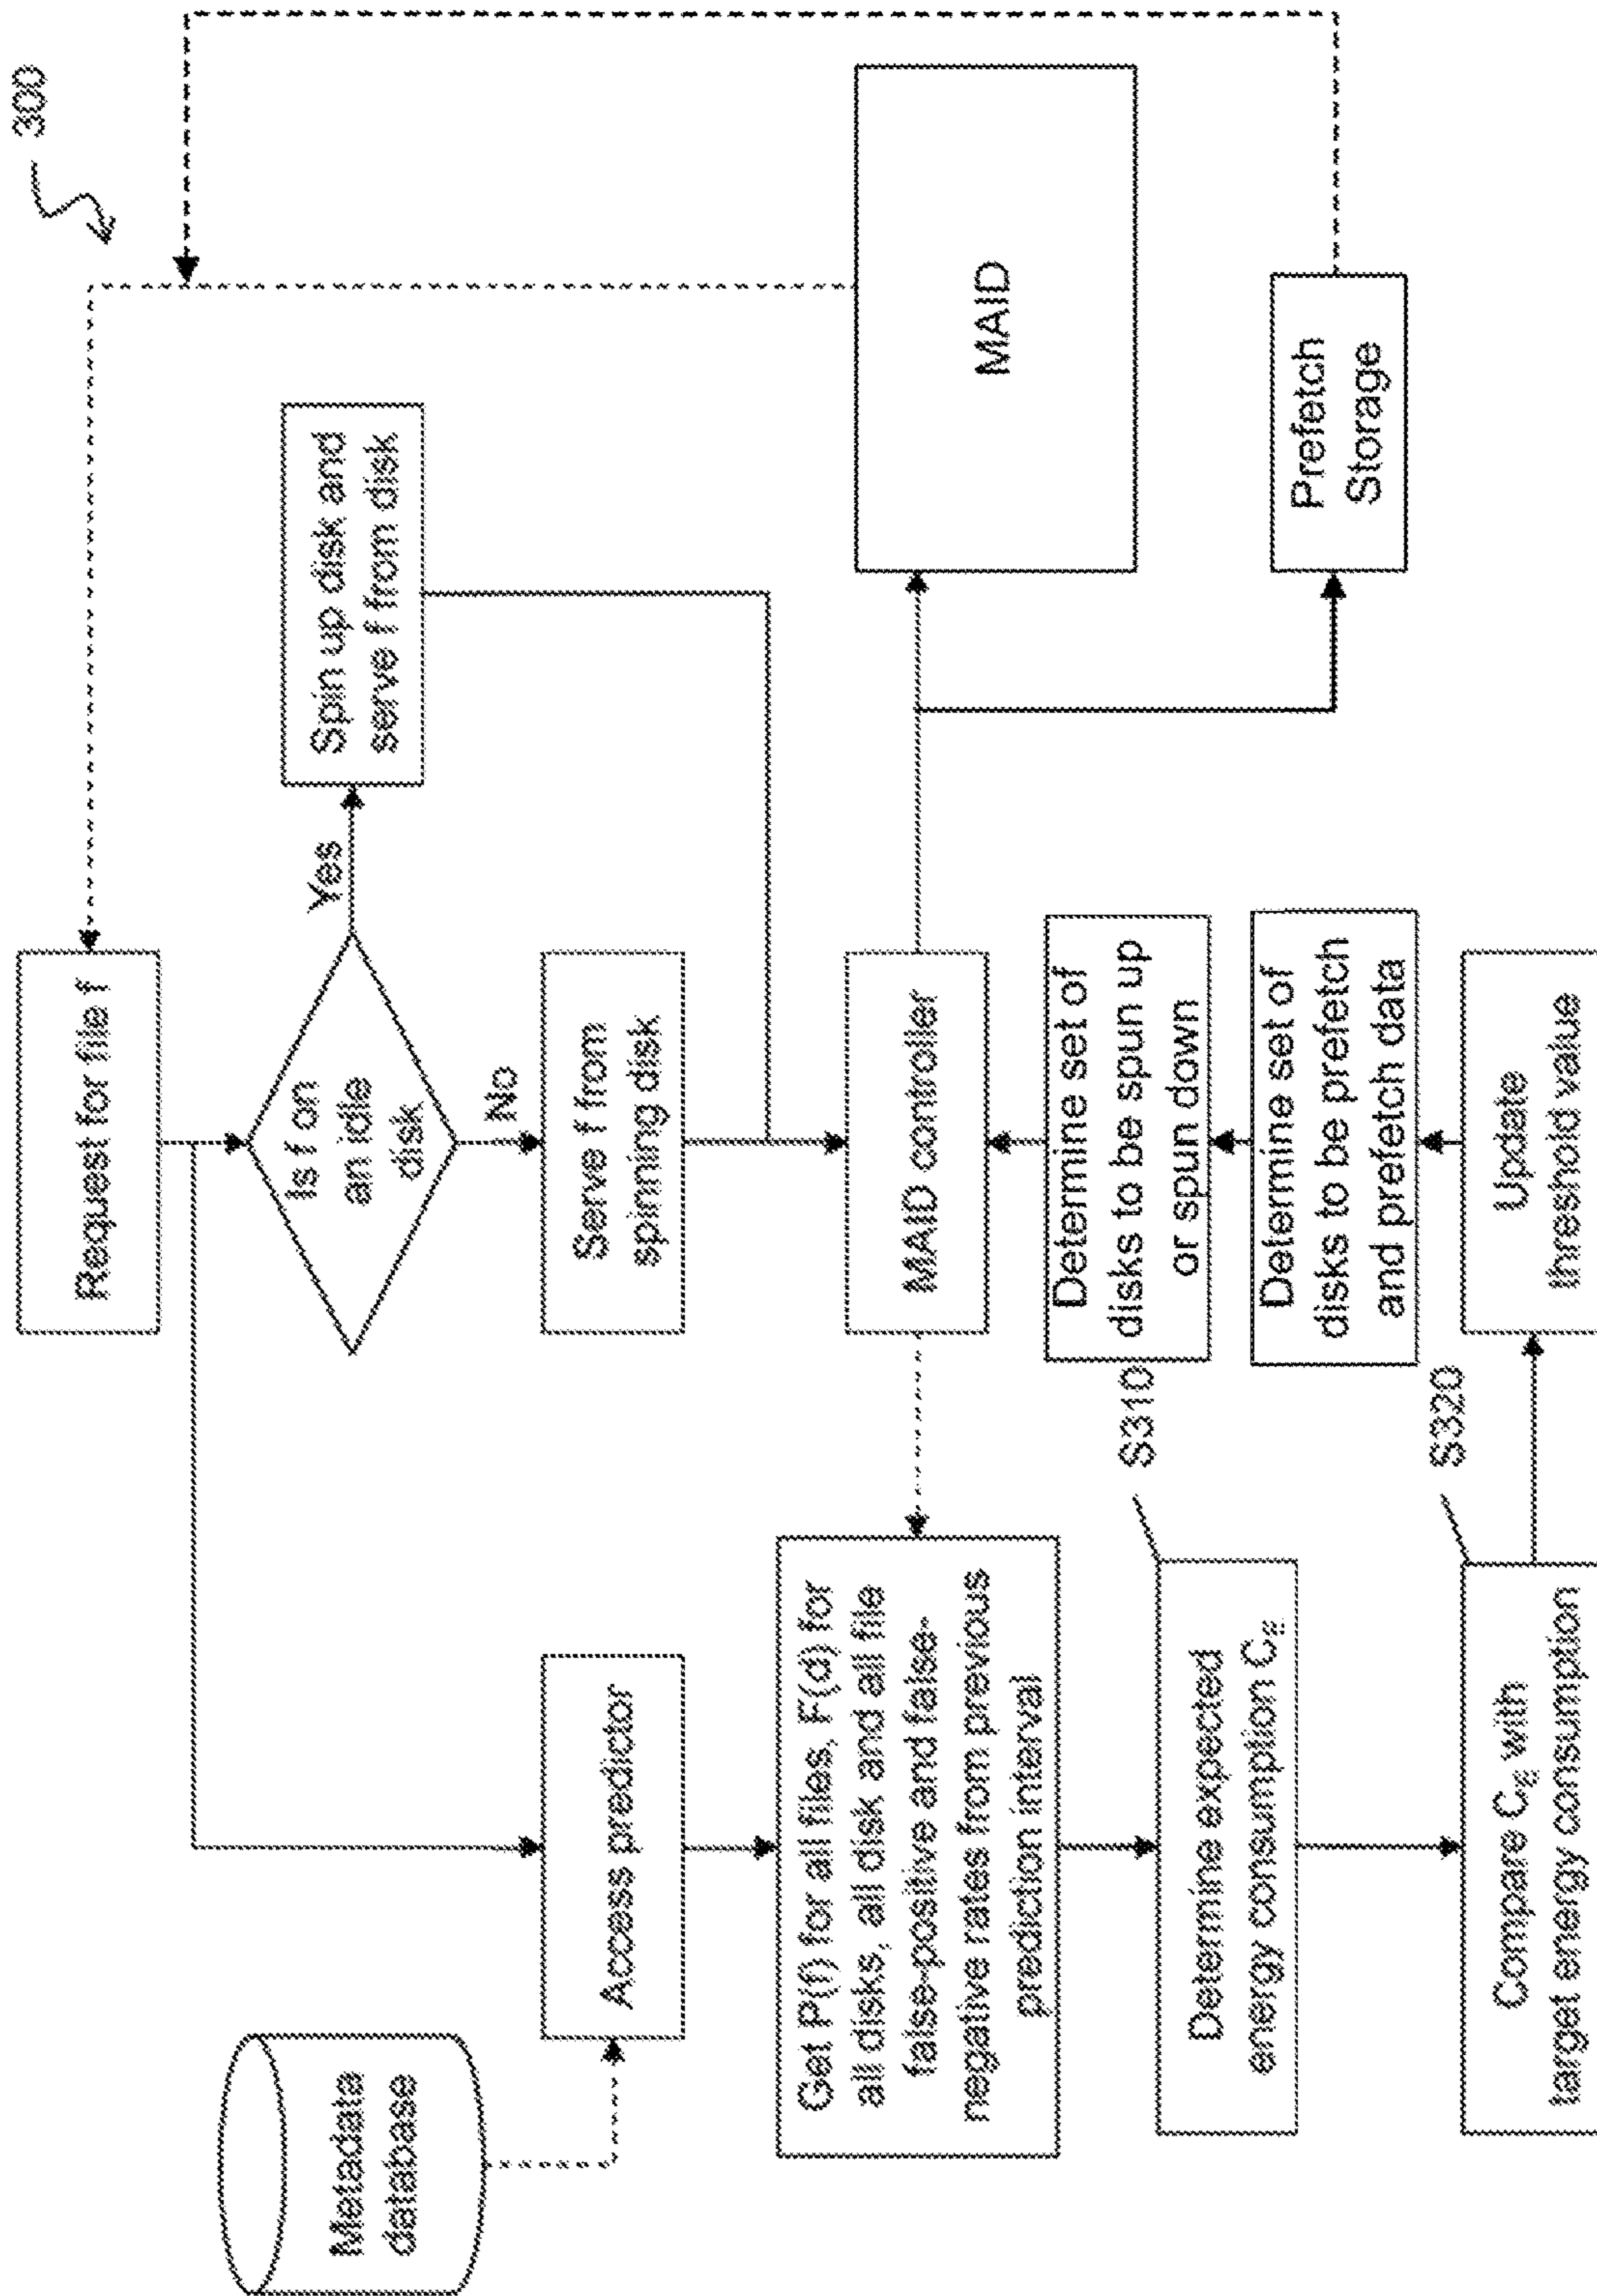 300
Request for file f
Is f on
an idle
disk
Yes
No
Spin up disk and
serve f from disk
Serve f from
spinning disk
MAID controller
MAID
Prefetch
Storage
Metadata
database
Access predictor
Get P(f) for all files, F(d) for
all disks, all disk and all file
false-positive and false-
negative rates from previous
prediction interval
S310
Determine expected
energy consumption CE
S320
Compare CE with
target energy consumption
Update
threshold value
Determine set of
disks to be prefetch
and prefetch data
Determine set of
disks to be spun up
or spun down